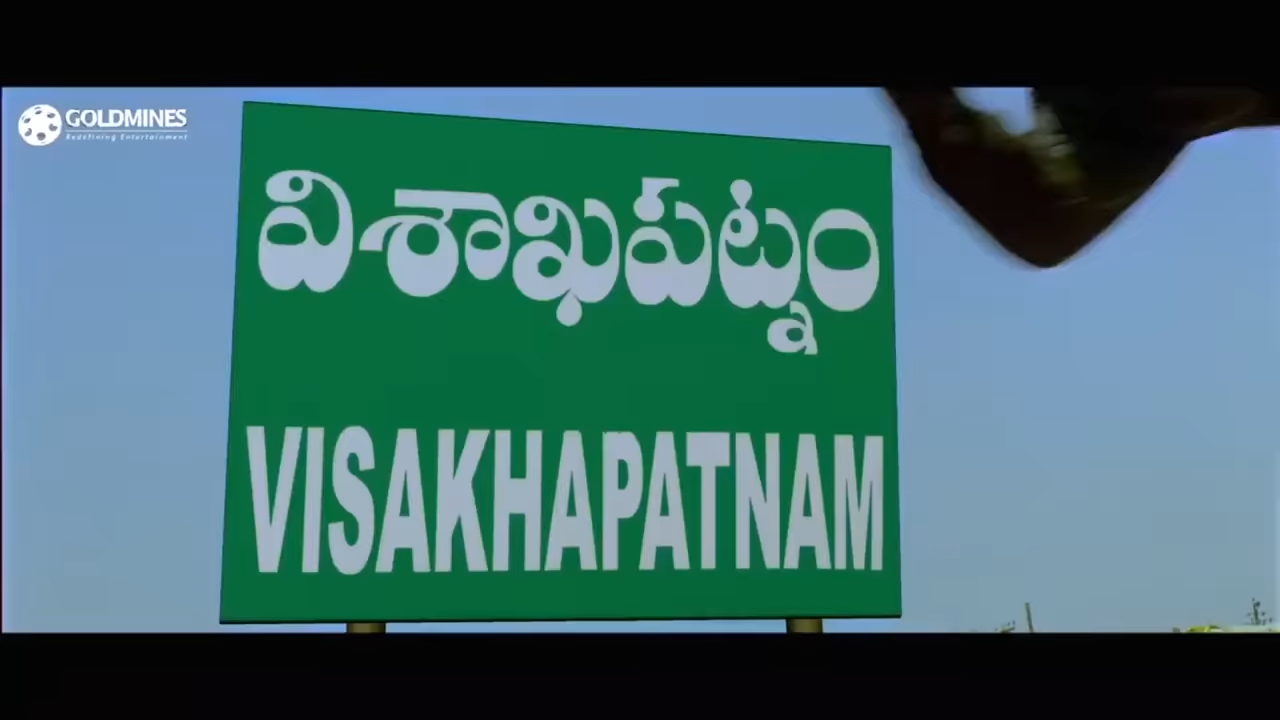 GOLDMINES
Redefining Entertainment
విశాఖపట్నం
VISAKHAPATNAM